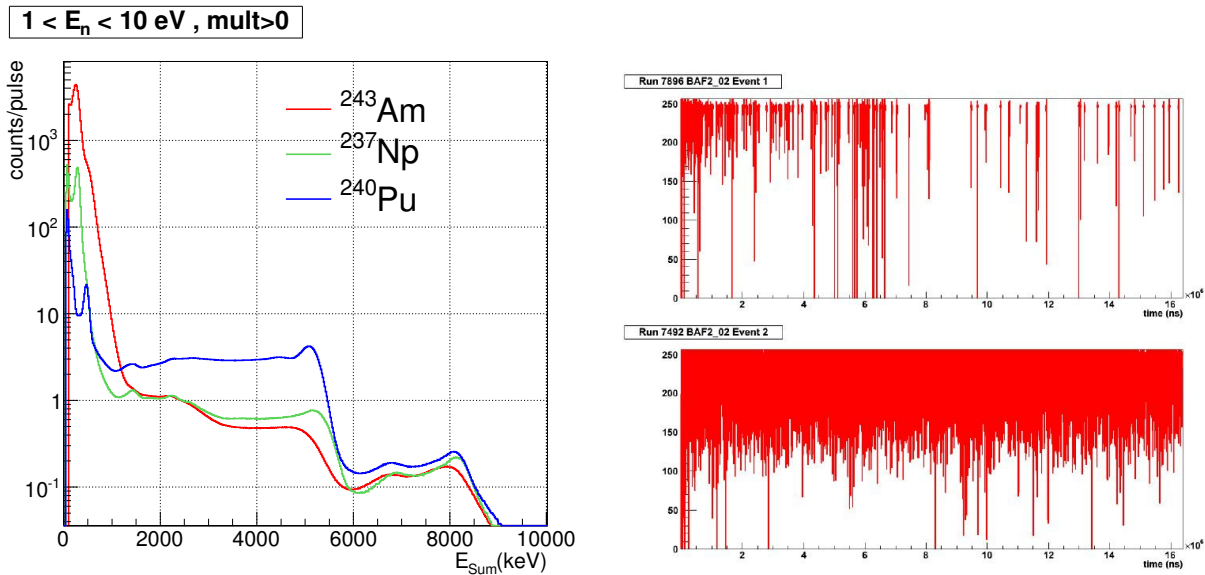 1 < Eₙ < 10 eV , mult>0
counts/pulse
10³
10²
10
1
10⁻¹
²⁴³Am
²³⁷Np
²⁴⁰Pu
0 2000 4000 6000 8000 10000
E_Sum(keV)
Run 7896 BAF2_02 Event 1
250
200
150
100
50
0
2 4 6 8 10 12 14 16
×10⁶
time (ns)
Run 7492 BAF2_02 Event 2
250
200
150
100
50
0
2 4 6 8 10 12 14 16
×10⁶
time (ns)